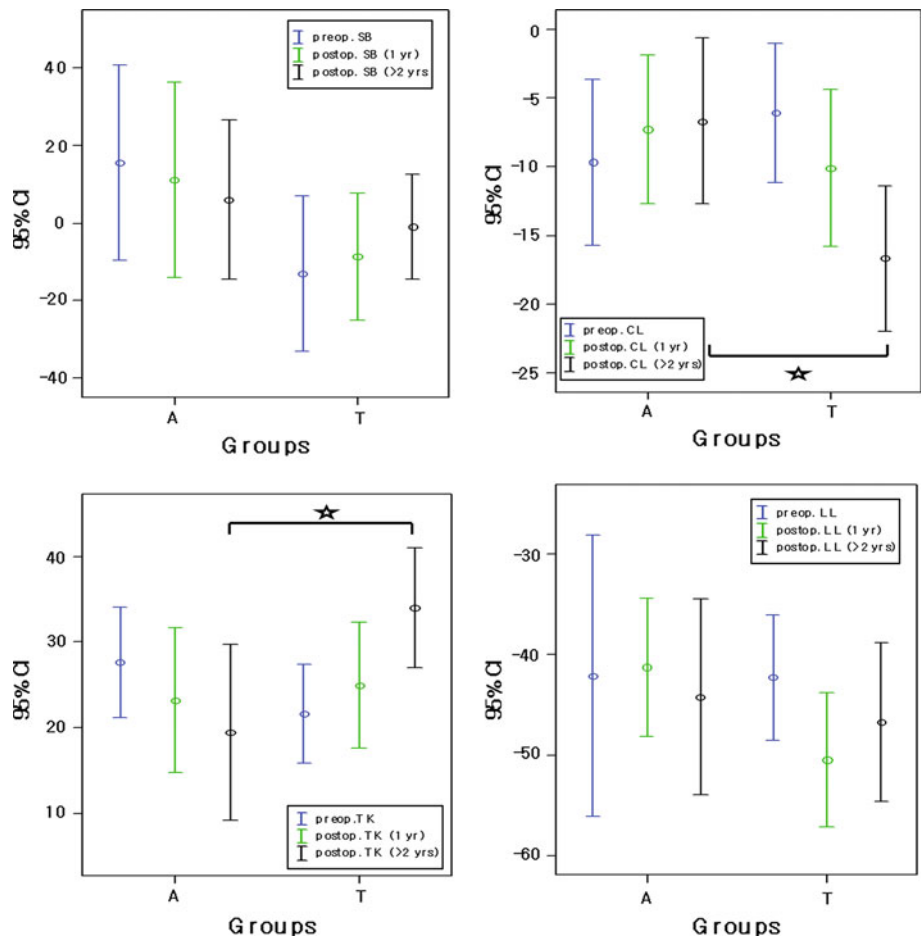 preop. SB
postop. SB (1 yr)
postop. SB (>2 yrs
40
20
0
-20
-40
95% CI
A
T
Groups
-0
-5
-10
-15
-20
-25
95% CI
preop. CL
postop. CL (1 yr)
postop. CL (>2 yrs)
A
T
Groups
40
30
20
10
95% CI
preop.TK
postop. TK (1 yr)
postop. TK (>2 yrs)
A
T
Groups
-30
-40
-50
-60
95% CI
preop. LL
postop. LL (1 yr)
postop. LL (>2 yrs)
A
T
Groups